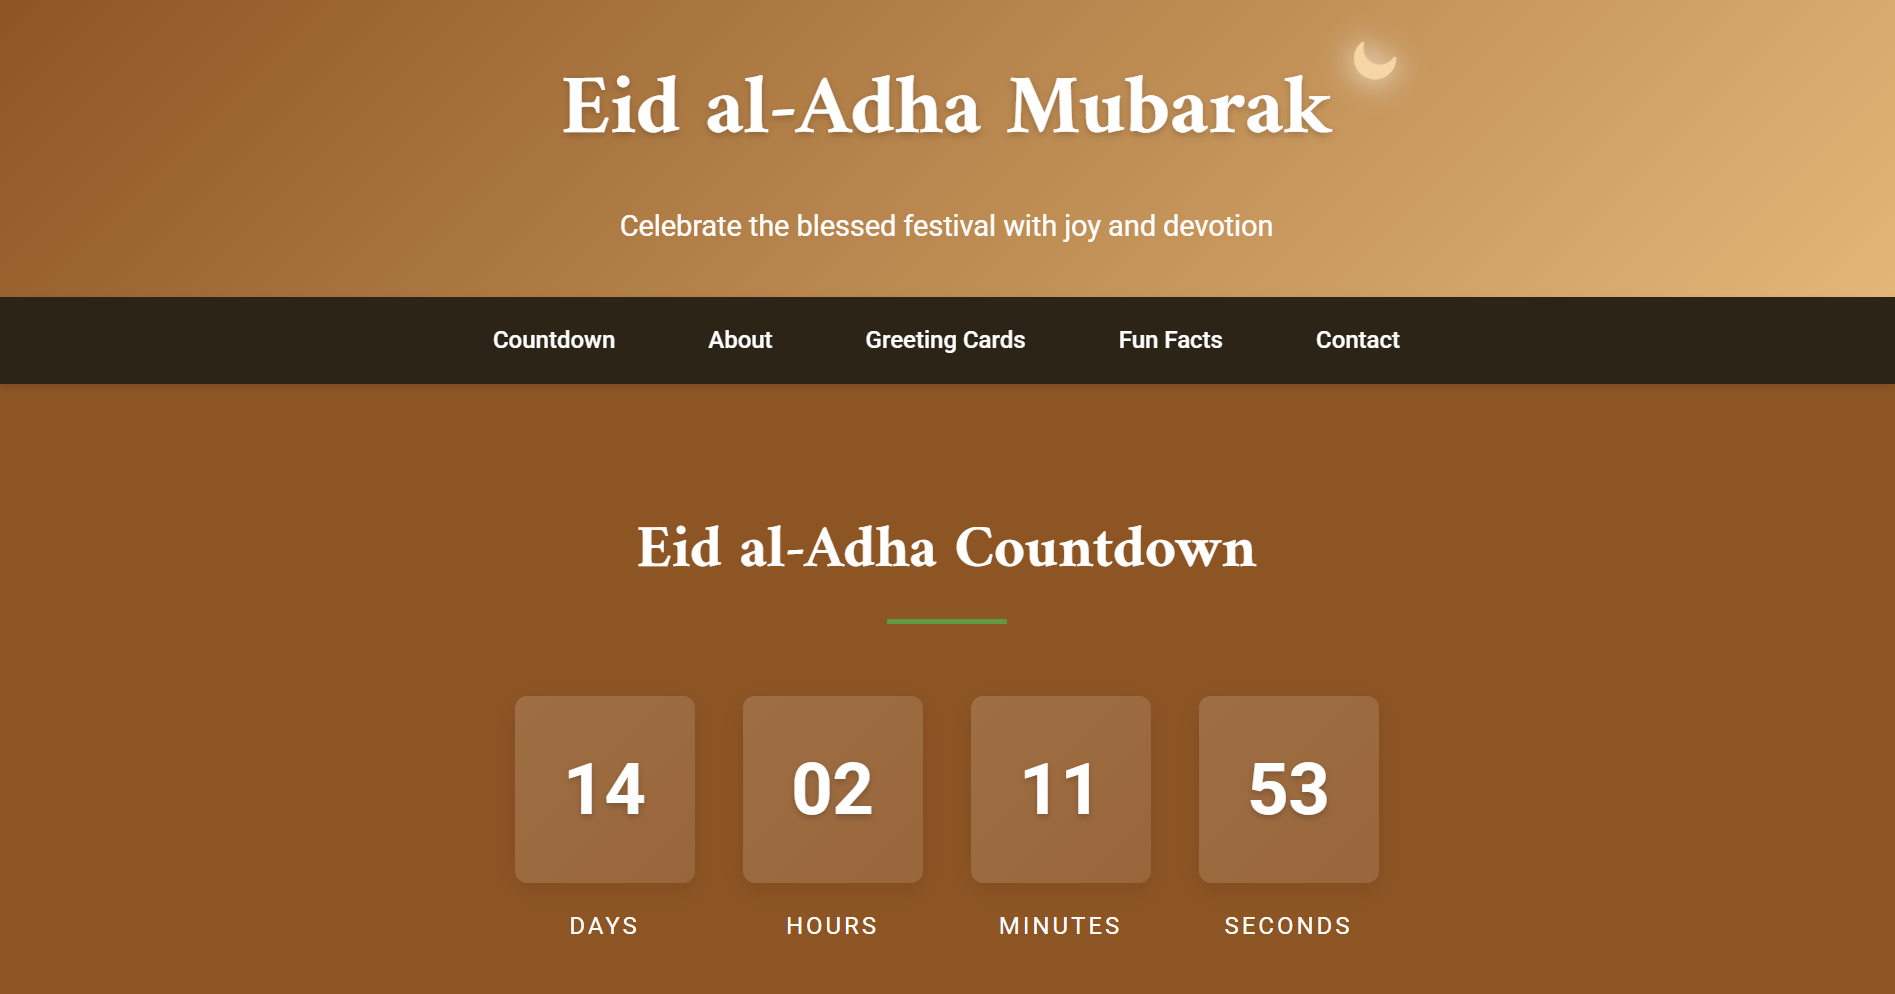 Eid al-Adha Mubarak
Celebrate the blessed festival with joy and devotion
Countdown About Greeting Cards Fun Facts Contact
Eid al-Adha Countdown
14 02 11 53
DAYS HOURS MINUTES SECONDS